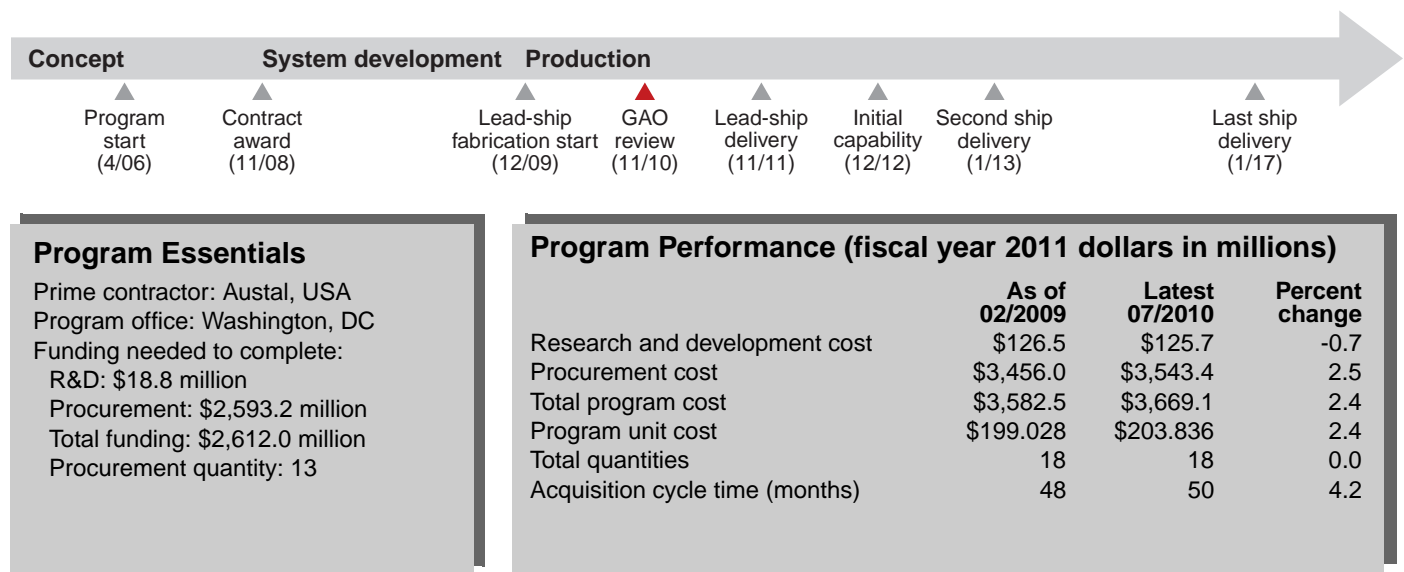 Concept System development Production
Program start (4/06)
Contract award (11/08)
Lead-ship fabrication start (12/09)
GAO review (11/10)
Lead-ship delivery (11/11)
Initial capability (12/12)
Second ship delivery (1/13)
Last ship delivery (1/17)
Program Essentials
Prime contractor: Austal, USA
Program office: Washington, DC
Funding needed to complete:
R&D: $18.8 million
Procurement: $2,593.2 million
Total funding: $2,612.0 million
Procurement quantity: 13
Program Performance (fiscal year 2011 dollars in millions)
As of 02/2009 Latest 07/2010 Percent change
Research and development cost $126.5 $125.7 -0.7
Procurement cost $3,456.0 $3,543.4 2.5
Total program cost $3,582.5 $3,669.1 2.4
Program unit cost $199.028 $203.836 2.4
Total quantities 18 18 0.0
Acquisition cycle time (months) 48 50 4.2